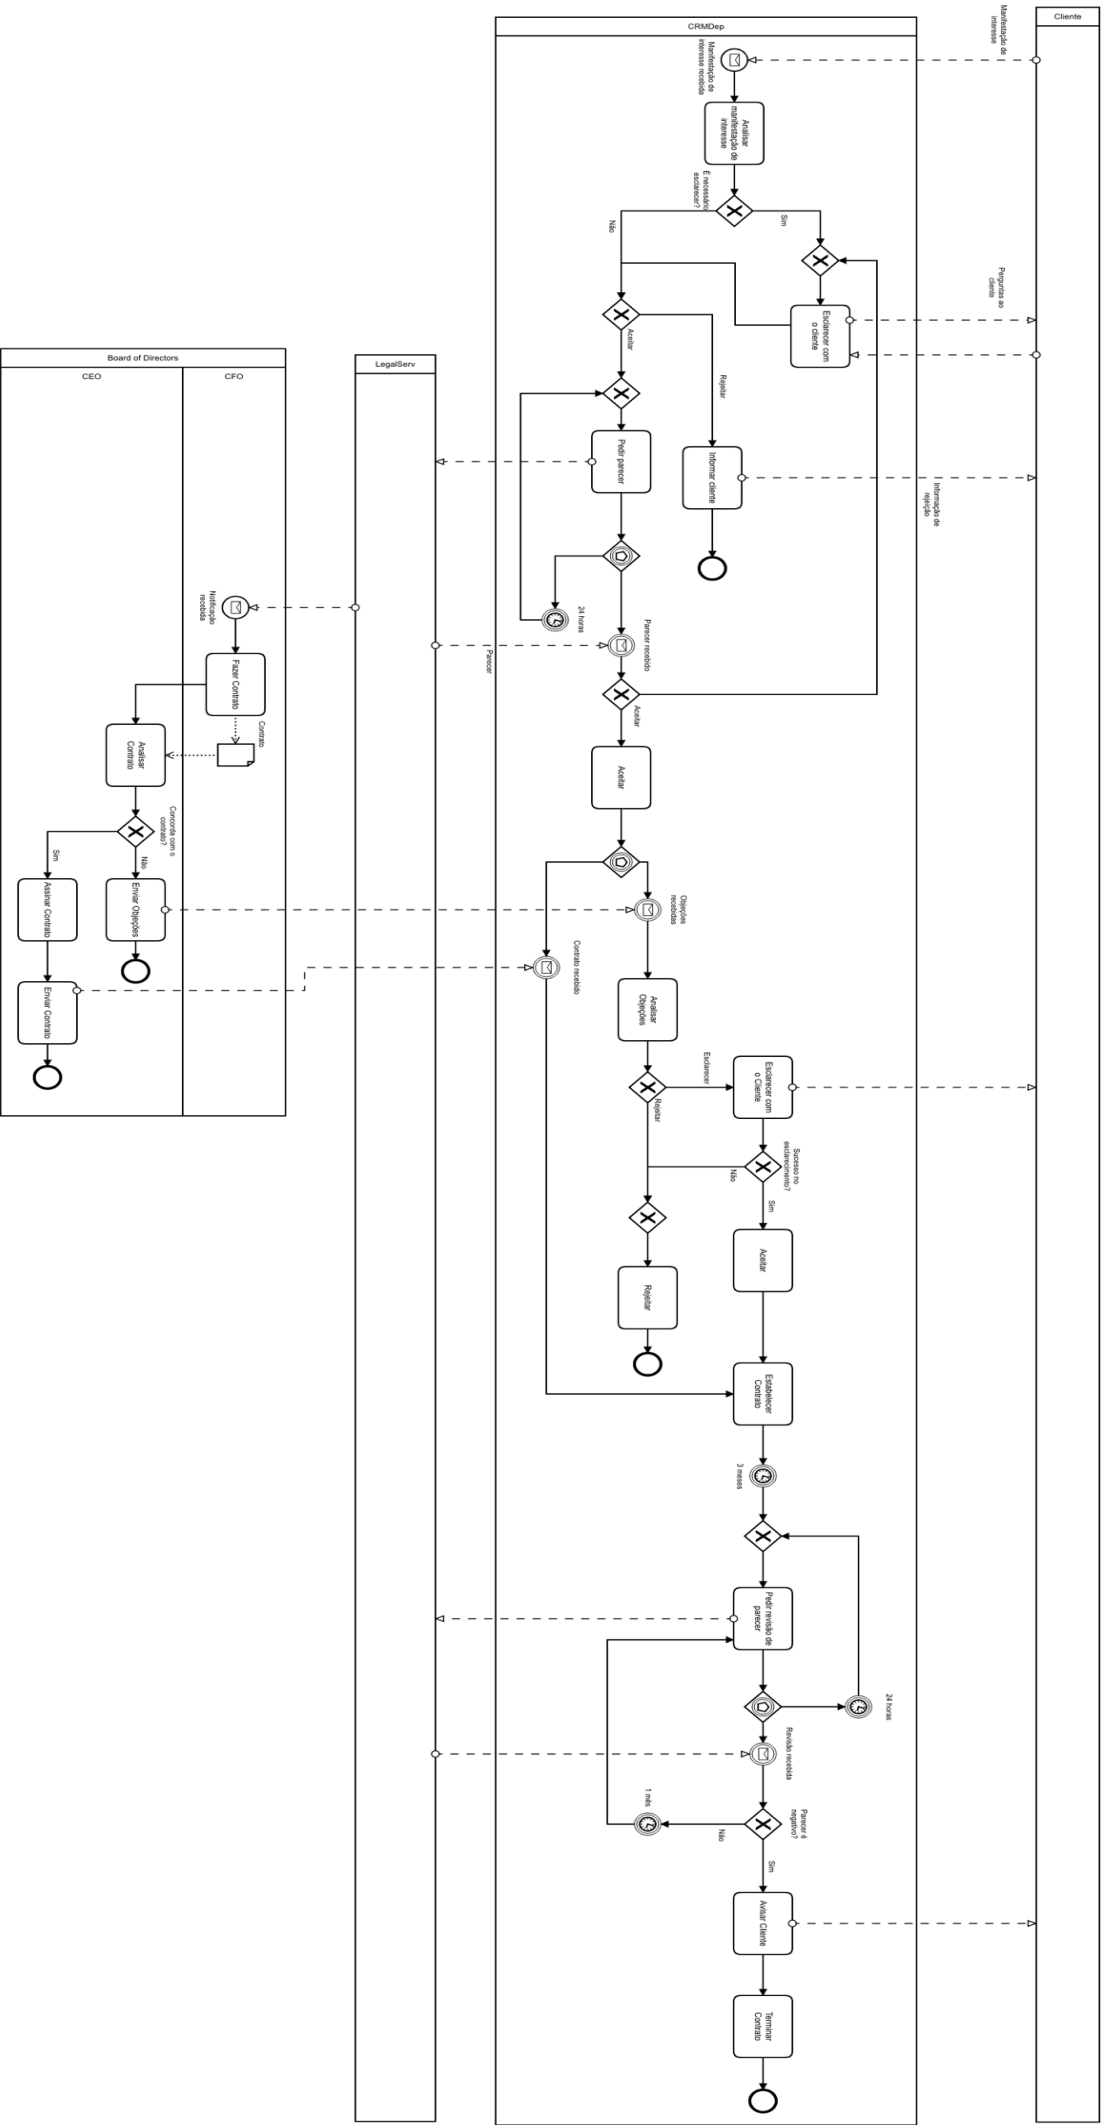 Cliente
Manifestação de
interesse
CRMDep
Manifestação de
interesse recebida
Analisar
manifestação de
interesse
É necessário
esclarecer?
Sim
Não
Perguntas ao
cliente
Esclarecer com
o cliente
Aceitar
Rejeitar
Informar cliente
Informação de
rejeição
Pedir parecer
24 horas
Parecer recebido
Parecer
Aceitar
Aceitar
Objeções
recebidas
Contrato recebido
Analisar
Objeções
Esclarecer
Rejeitar
Esclarecer com
o Cliente
Sucesso no
esclarecimento?
Não
Sim
Aceitar
Rejeitar
Estabelecer
Contrato
3 meses
Pedir revisão de
parecer
24 horas
Revisão recebida
Parecer é
negativo?
Não
1 mês
Sim
Avisar Cliente
Terminar
Contrato
LegalServ
Board of Directors
CEO
CFO
Notificação
recebida
Fazer Contrato
Contrato
Analisar
Contrato
Concorda com o
contrato?
Não
Sim
Enviar Objeções
Assinar Contrato
Enviar Contrato